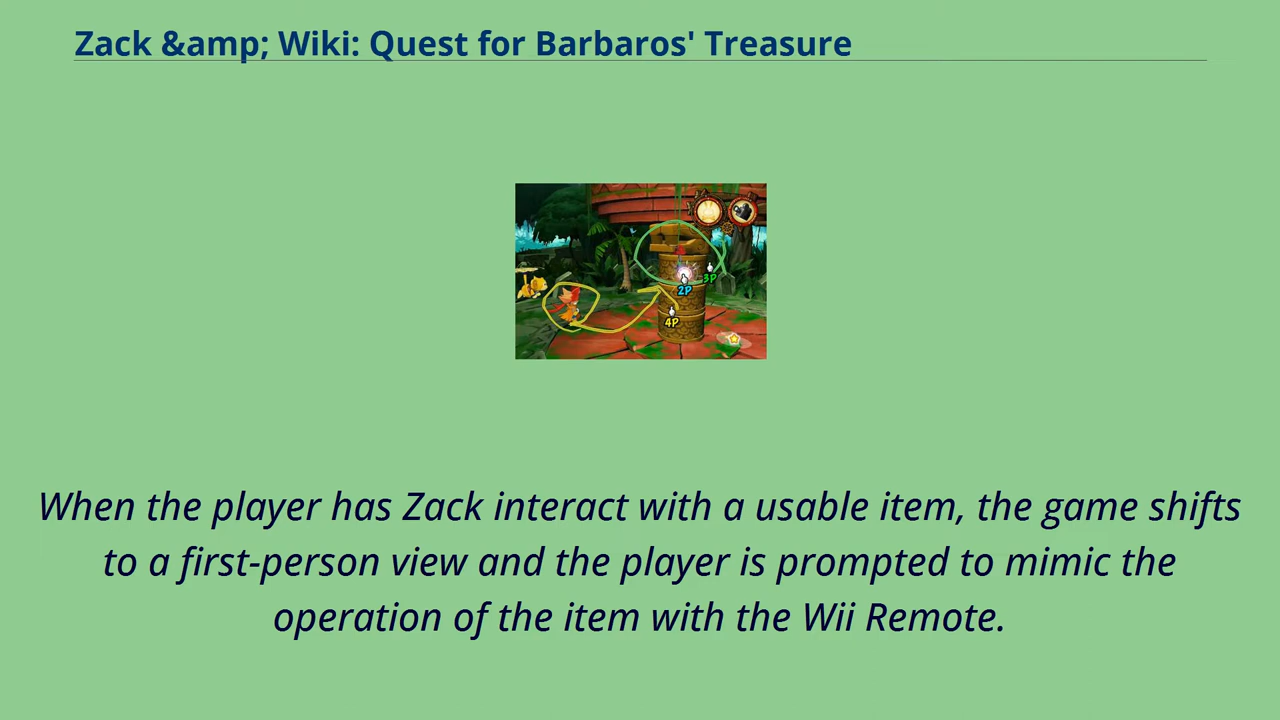 Zack &amp; Wiki: Quest for Barbaros' Treasure
2P
3P
4P
When the player has Zack interact with a usable item, the game shifts
to a first-person view and the player is prompted to mimic the
operation of the item with the Wii Remote.